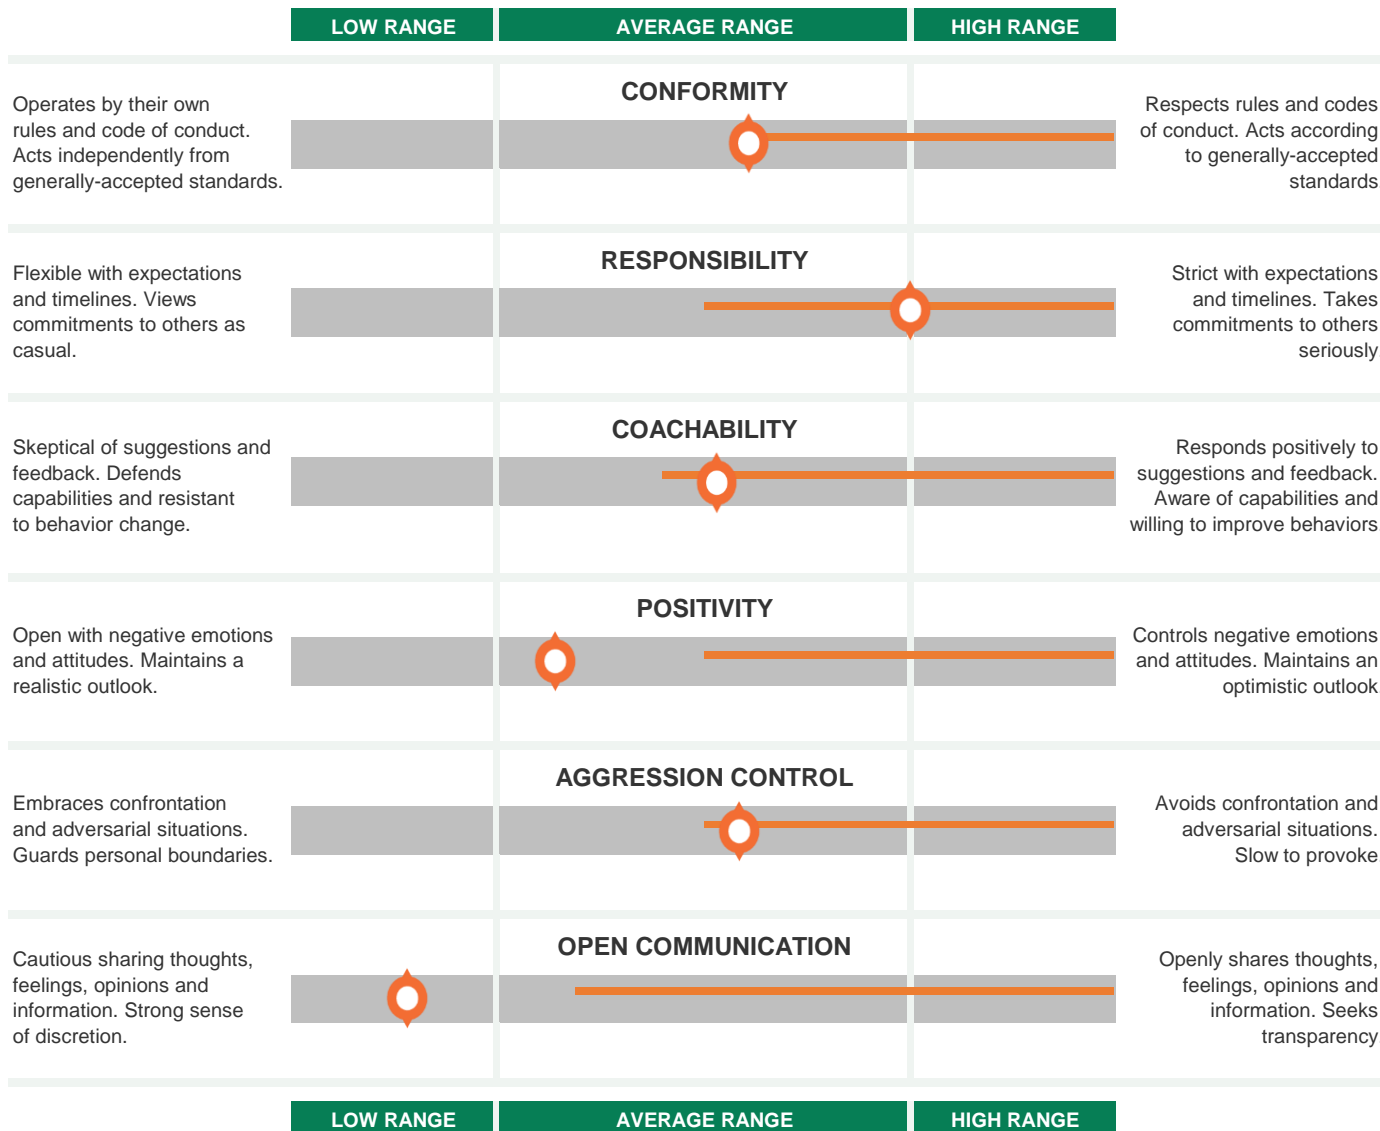 LOW RANGE
AVERAGE RANGE
HIGH RANGE
CONFORMITY
Operates by their own
rules and code of conduct.
Acts independently from
generally-accepted standards.
Respects rules and codes
of conduct. Acts according
to generally-accepted
standards
RESPONSIBILITY
Flexible with expectations
and timelines. Views
commitments to others as
casual.
Strict with expectations
and timelines. Takes
commitments to others
seriously
COACHABILITY
Skeptical of suggestions and
feedback. Defends
capabilities and resistant
to behavior change.
Responds positively to
suggestions and feedback.
Aware of capabilities and
willing to improve behaviors
POSITIVITY
Open with negative emotions
and attitudes. Maintains a
realistic outlook.
Controls negative emotions
and attitudes. Maintains an
optimistic outlook
AGGRESSION CONTROL
Embraces confrontation
and adversarial situations.
Guards personal boundaries.
Avoids confrontation and
adversarial situations.
Slow to provoke
OPEN COMMUNICATION
Cautious sharing thoughts,
feelings, opinions and
information. Strong sense
of discretion.
Openly shares thoughts,
feelings, opinions and
information. Seeks
transparency
LOW RANGE
AVERAGE RANGE
HIGH RANGE